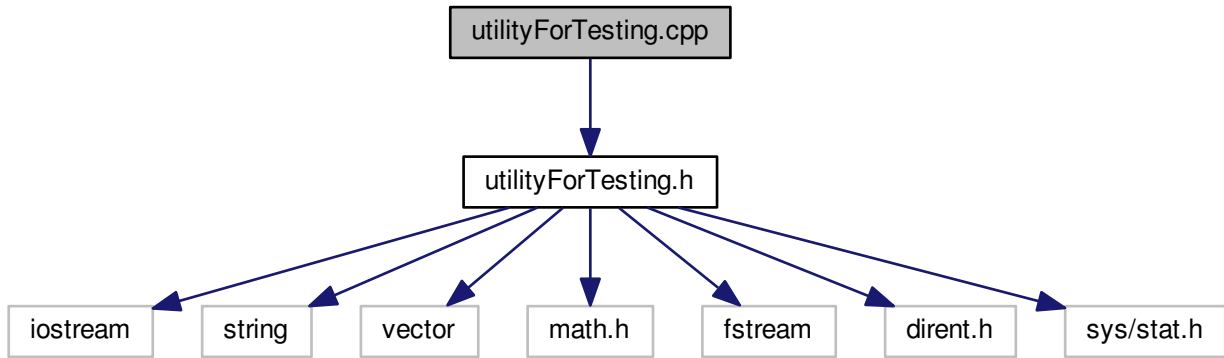 utilityForTesting.cpp
utilityForTesting.h
iostream
string
vector
math.h
fstream
dirent.h
sys/stat.h